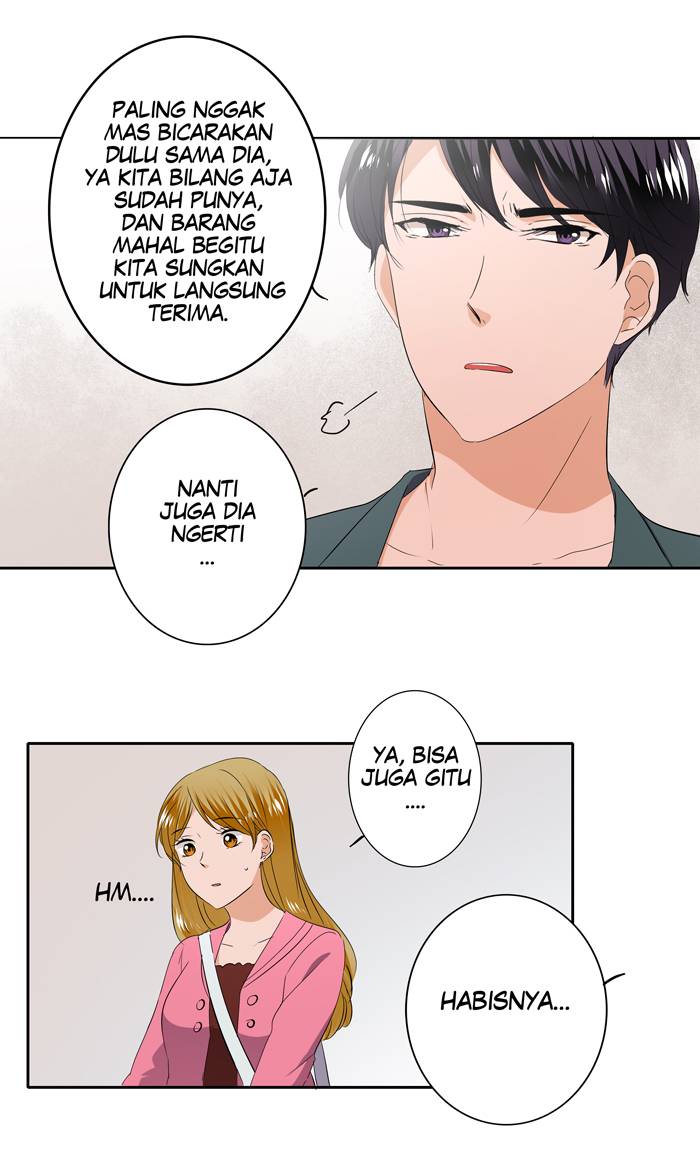 PALING NGGAK
MAS BICARAKAN
DULU SAMA DIA,
YA KITA BILANG AJA
SUDAH PUNYA,
DAN BARANG
MAHAL BEGITU
KITA SUNGKAN
UNTUK LANGSUNG
TERIMA.
NANTI
JUGA DIA
NGERTI
...
YA, BISA
JUGA GITU
....
HM....
HABISNYA...